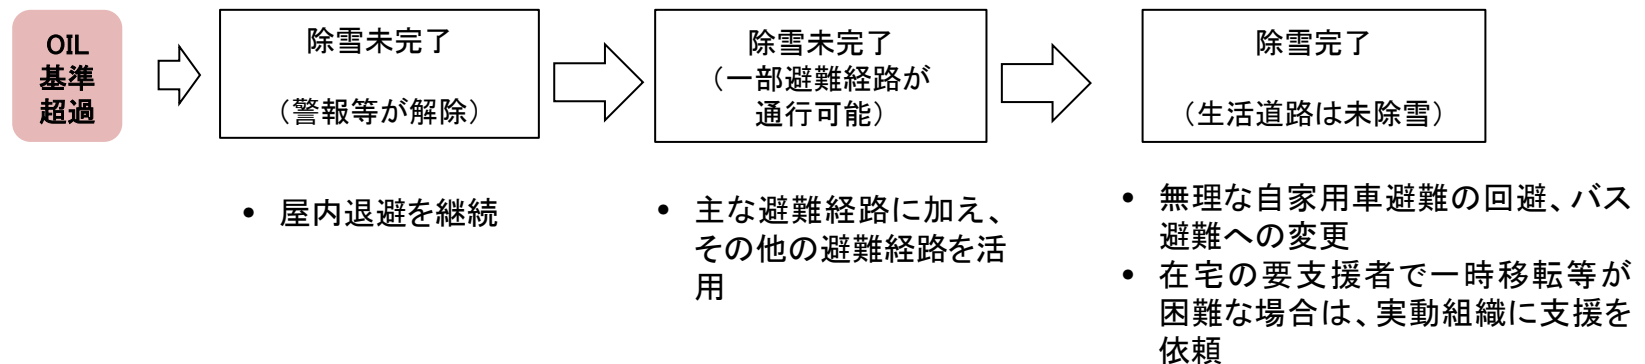 OIL
基準
超過
除雪未完了
（警報等が解除）
除雪未完了
（一部避難経路が
通行可能）
除雪完了
（生活道路は未除雪）
• 屋内退避を継続
• 主な避難経路に加え、
その他の避難経路を活
用
• 無理な自家用車避難の回避、バス
避難への変更
• 在宅の要支援者で一時移転等が
困難な場合は、実動組織に支援を
依頼